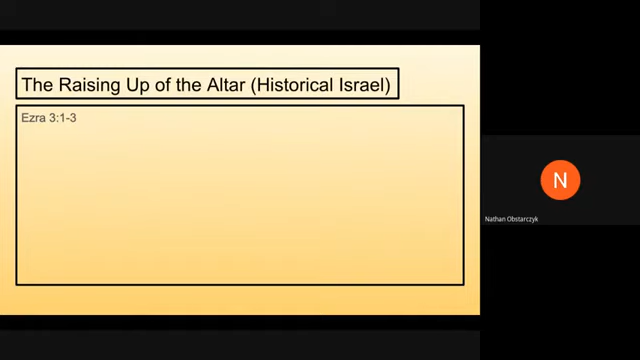 The Raising Up of the Altar (Historical Israel)
Ezra 3:1-3
N
Nathan Obstarczyk